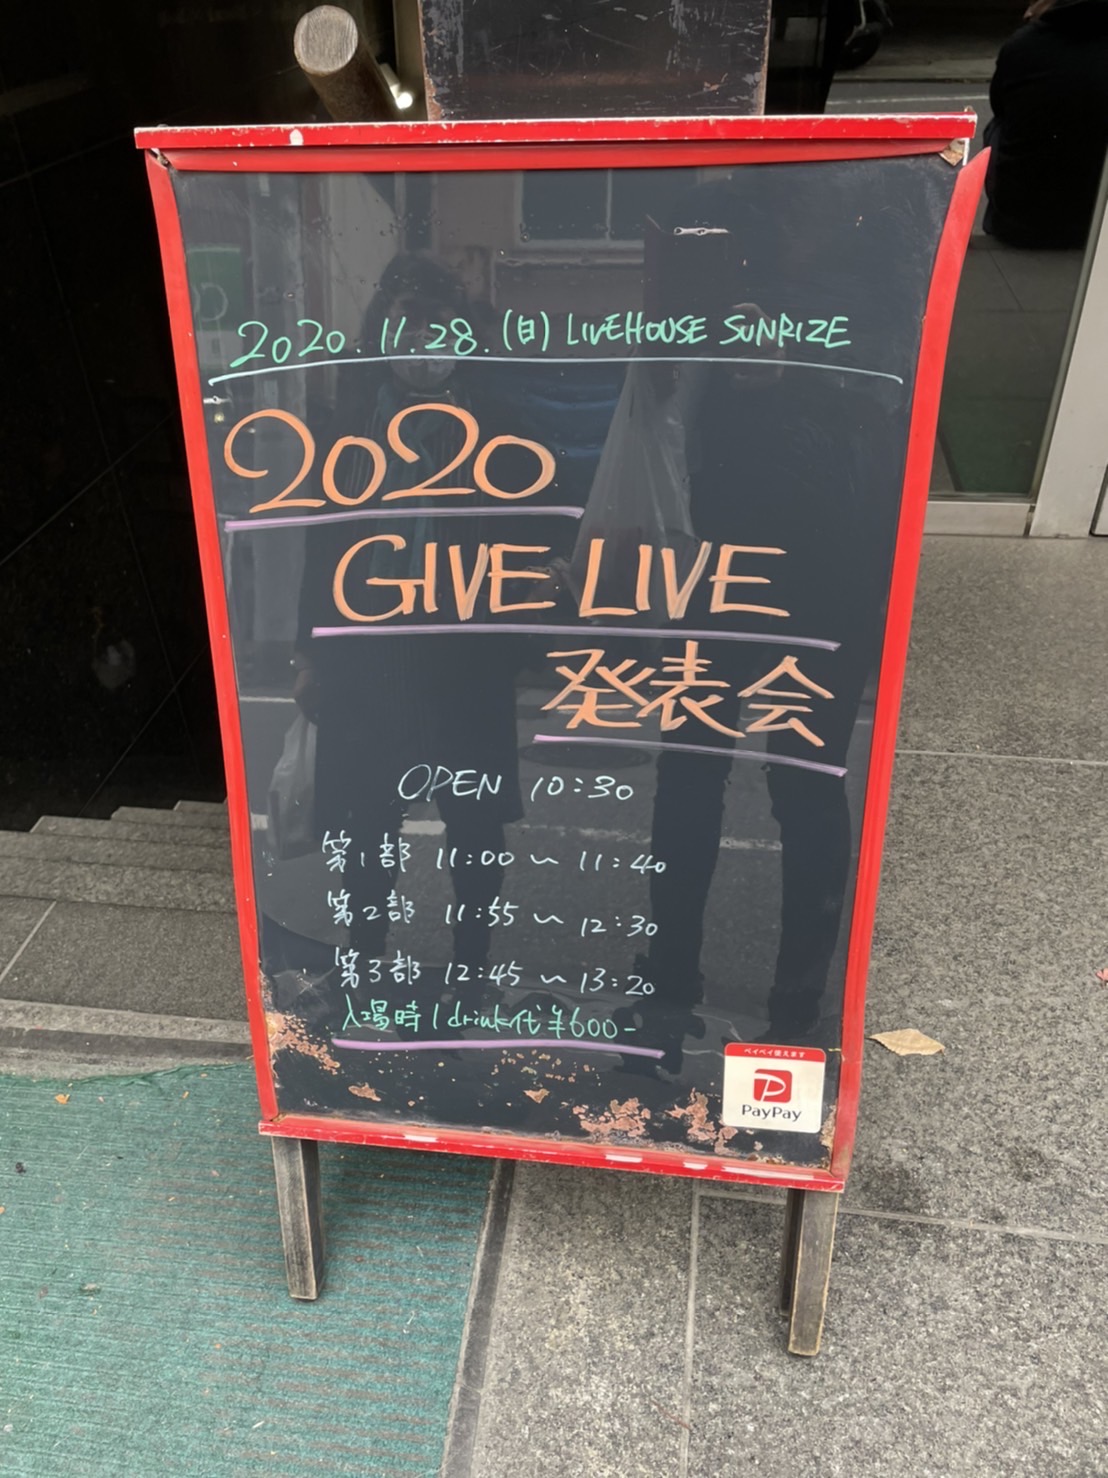 2020.11.28.(日) LIVEHOUSE SUNRIZE
2020
GIVE LIVE
発表会
OPEN 10:30
第1部 11:00 〜 11:40
第2部 11:55 〜 12:30
第3部 12:45 〜 13:20
入場時 1drink代 ¥600-
ペイペイ使えます
PayPay